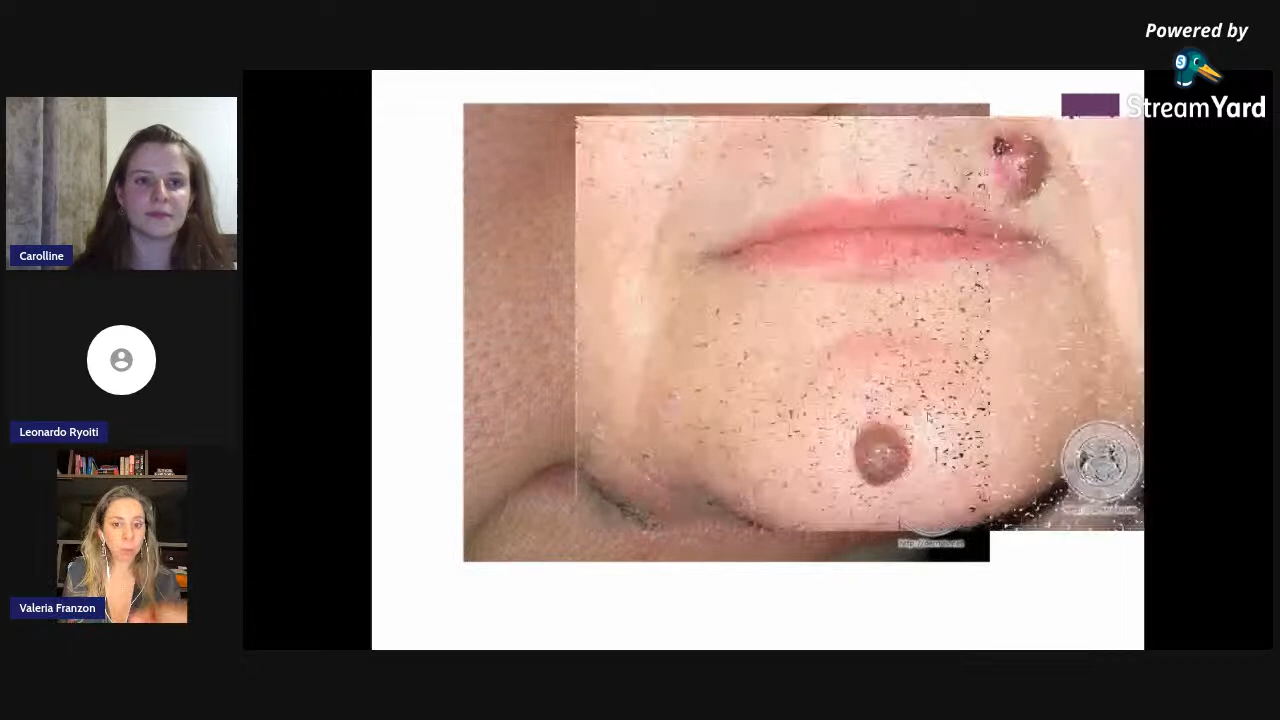 Powered by
StreamYard
Carolline
Leonardo Ryoiti
Valeria Franzon